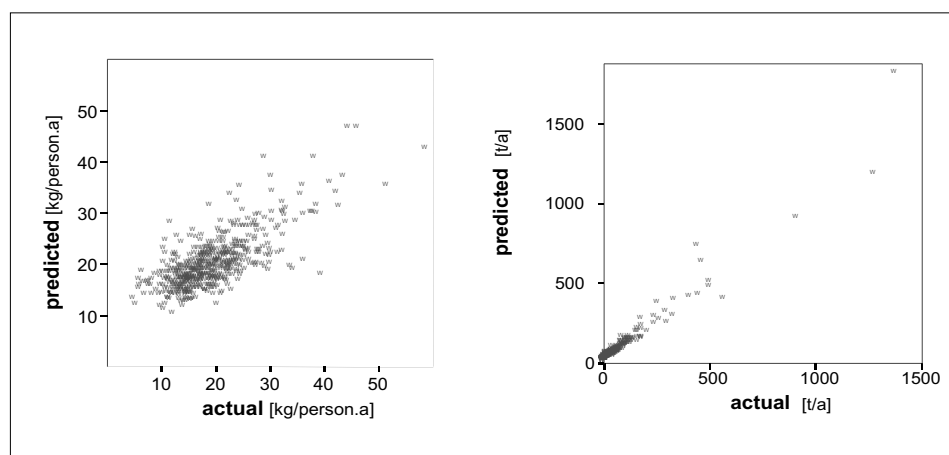 predicted [kg/person.a]
50
40
30
20
10
10 20 30 40 50
actual [kg/person.a]
predicted [t/a]
1500
1000
500
0
0 500 1000 1500
actual [t/a]